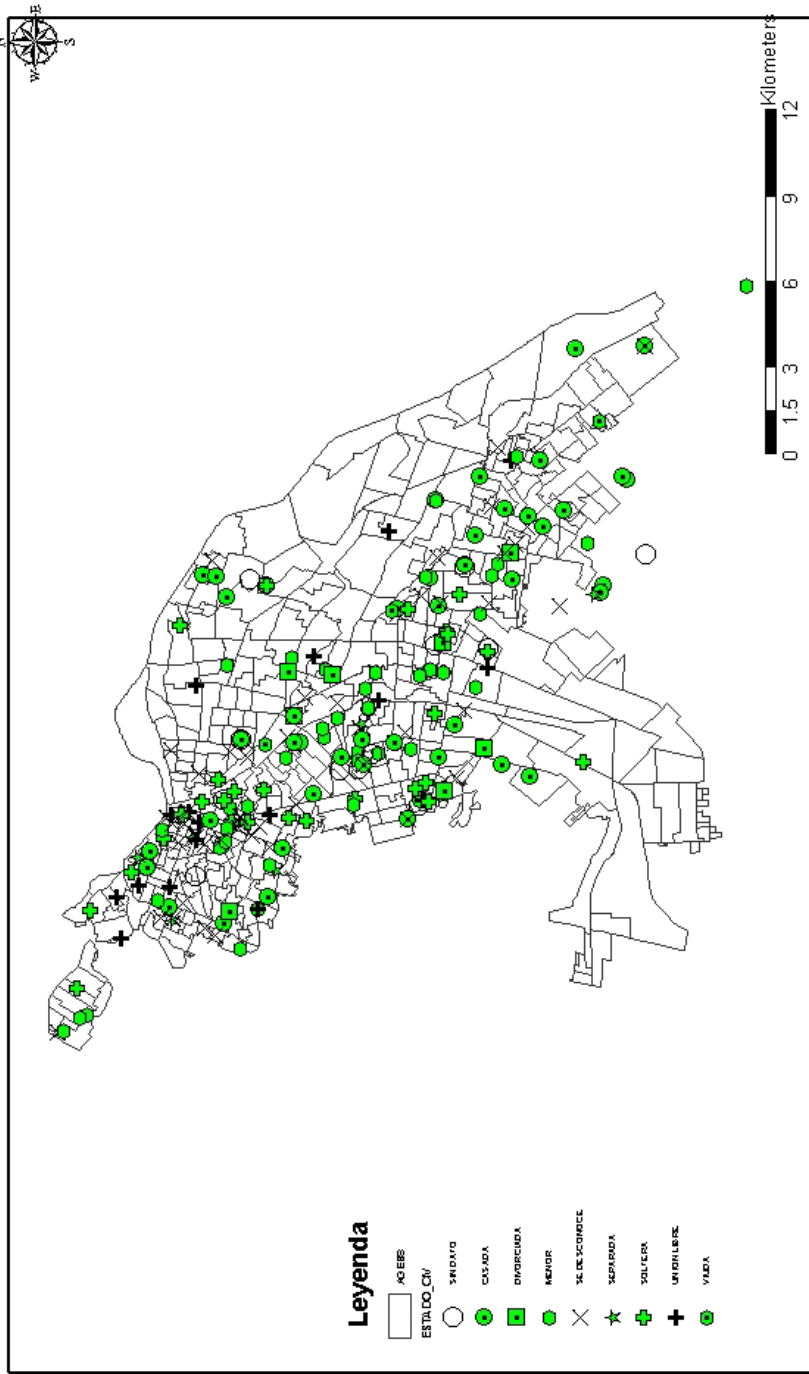 N
W E
S
Kilometers
0 1.5 3 6 9 12
Leyenda
AGEBS
ESTADO_CIV
SIN DATO
CASADA
DIVORCIADA
MENOR
SE DESCONOCE
SEPARADA
SOLTERA
UNION LIBRE
VIUDA